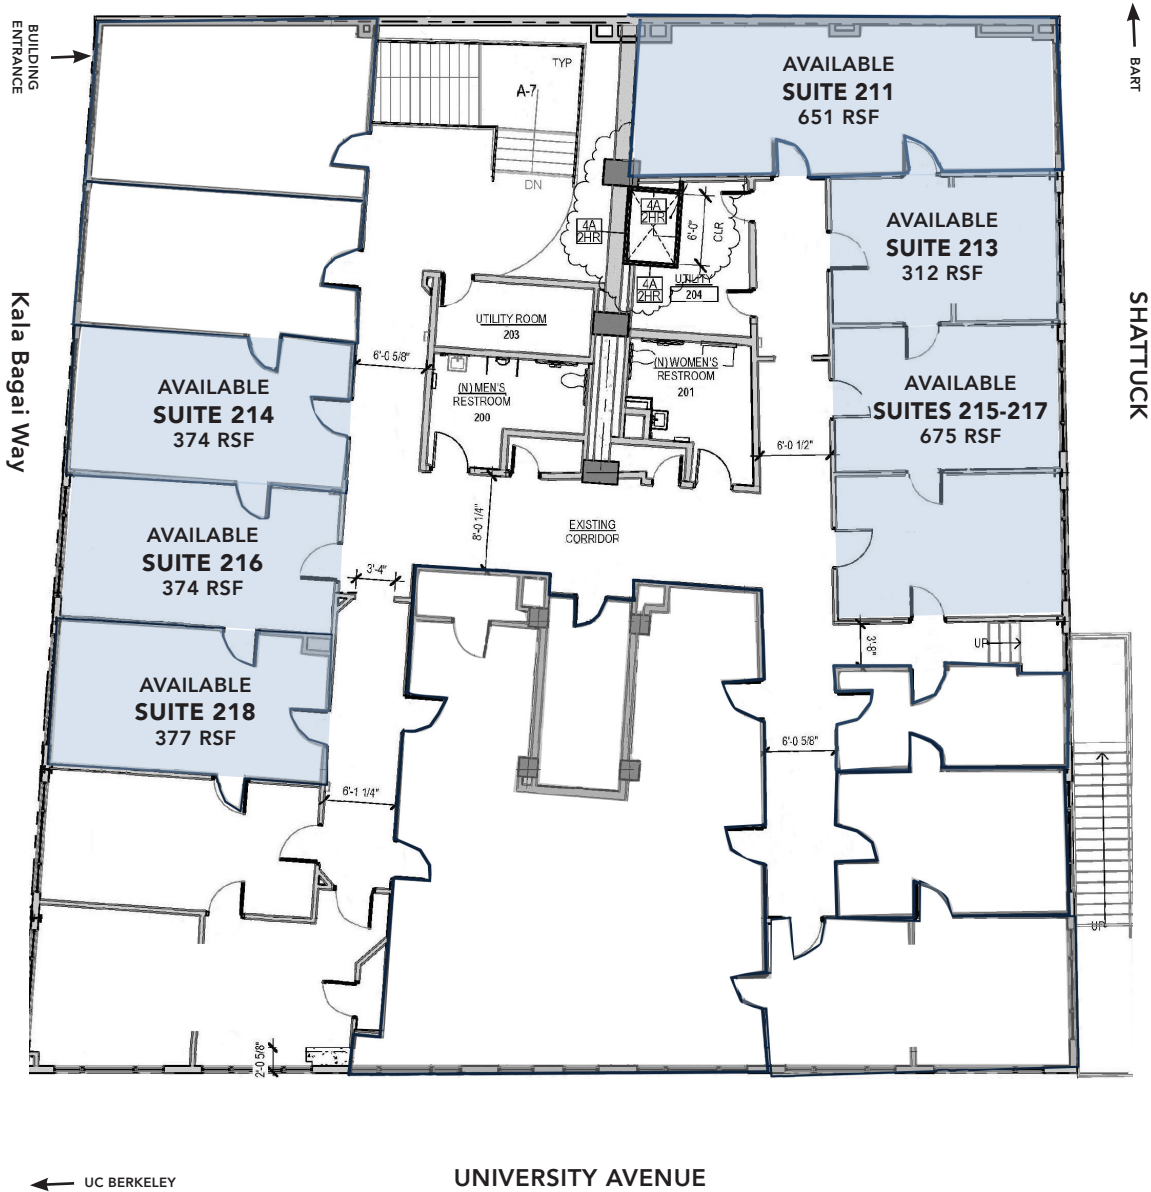 BUILDING
ENTRANCE
BART
TYP
A-7
DN
AVAILABLE
SUITE 211
651 RSF
4A
2HR
4A
2HR
6'-0"
CLR
4A
2HR
UTILITY
204
AVAILABLE
SUITE 213
312 RSF
Kala Bagai Way
SHATTUCK
UTILITY ROOM
203
6'-0 5/8"
(N) MEN'S
RESTROOM
200
(N) WOMEN'S
RESTROOM
201
AVAILABLE
SUITE 214
374 RSF
AVAILABLE
SUITES 215-217
675 RSF
6'-0 1/2"
8'-0 1/4"
EXISTING
CORRIDOR
AVAILABLE
SUITE 216
374 RSF
3'-4"
3'-8"
UP
AVAILABLE
SUITE 218
377 RSF
6'-0 5/8"
6'-1 1/4"
UP
2'-0 5/8"
UC BERKELEY
UNIVERSITY AVENUE